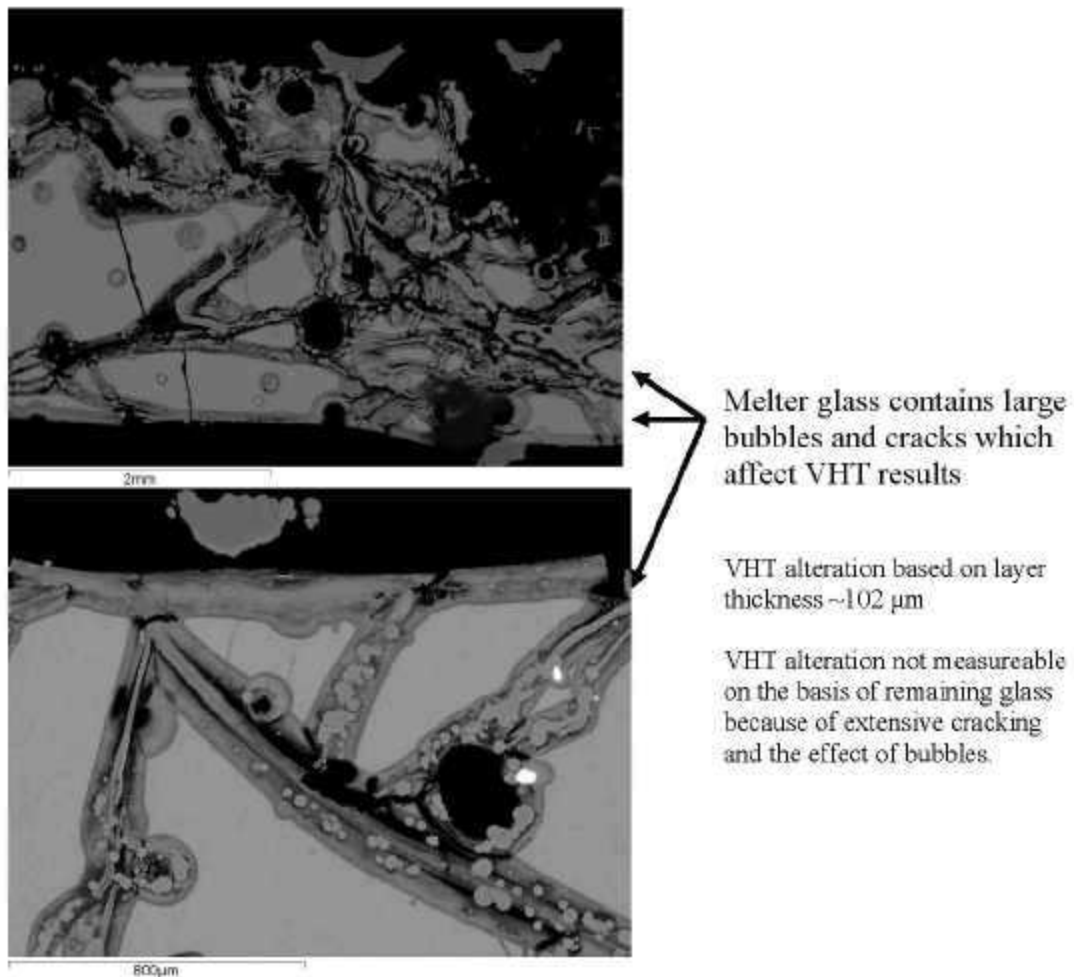 2mm
Melter glass contains large
bubbles and cracks which
affect VHT results
VHT alteration based on layer
thickness ~102 µm
VHT alteration not measureable
on the basis of remaining glass
because of extensive cracking
and the effect of bubbles.
800µm